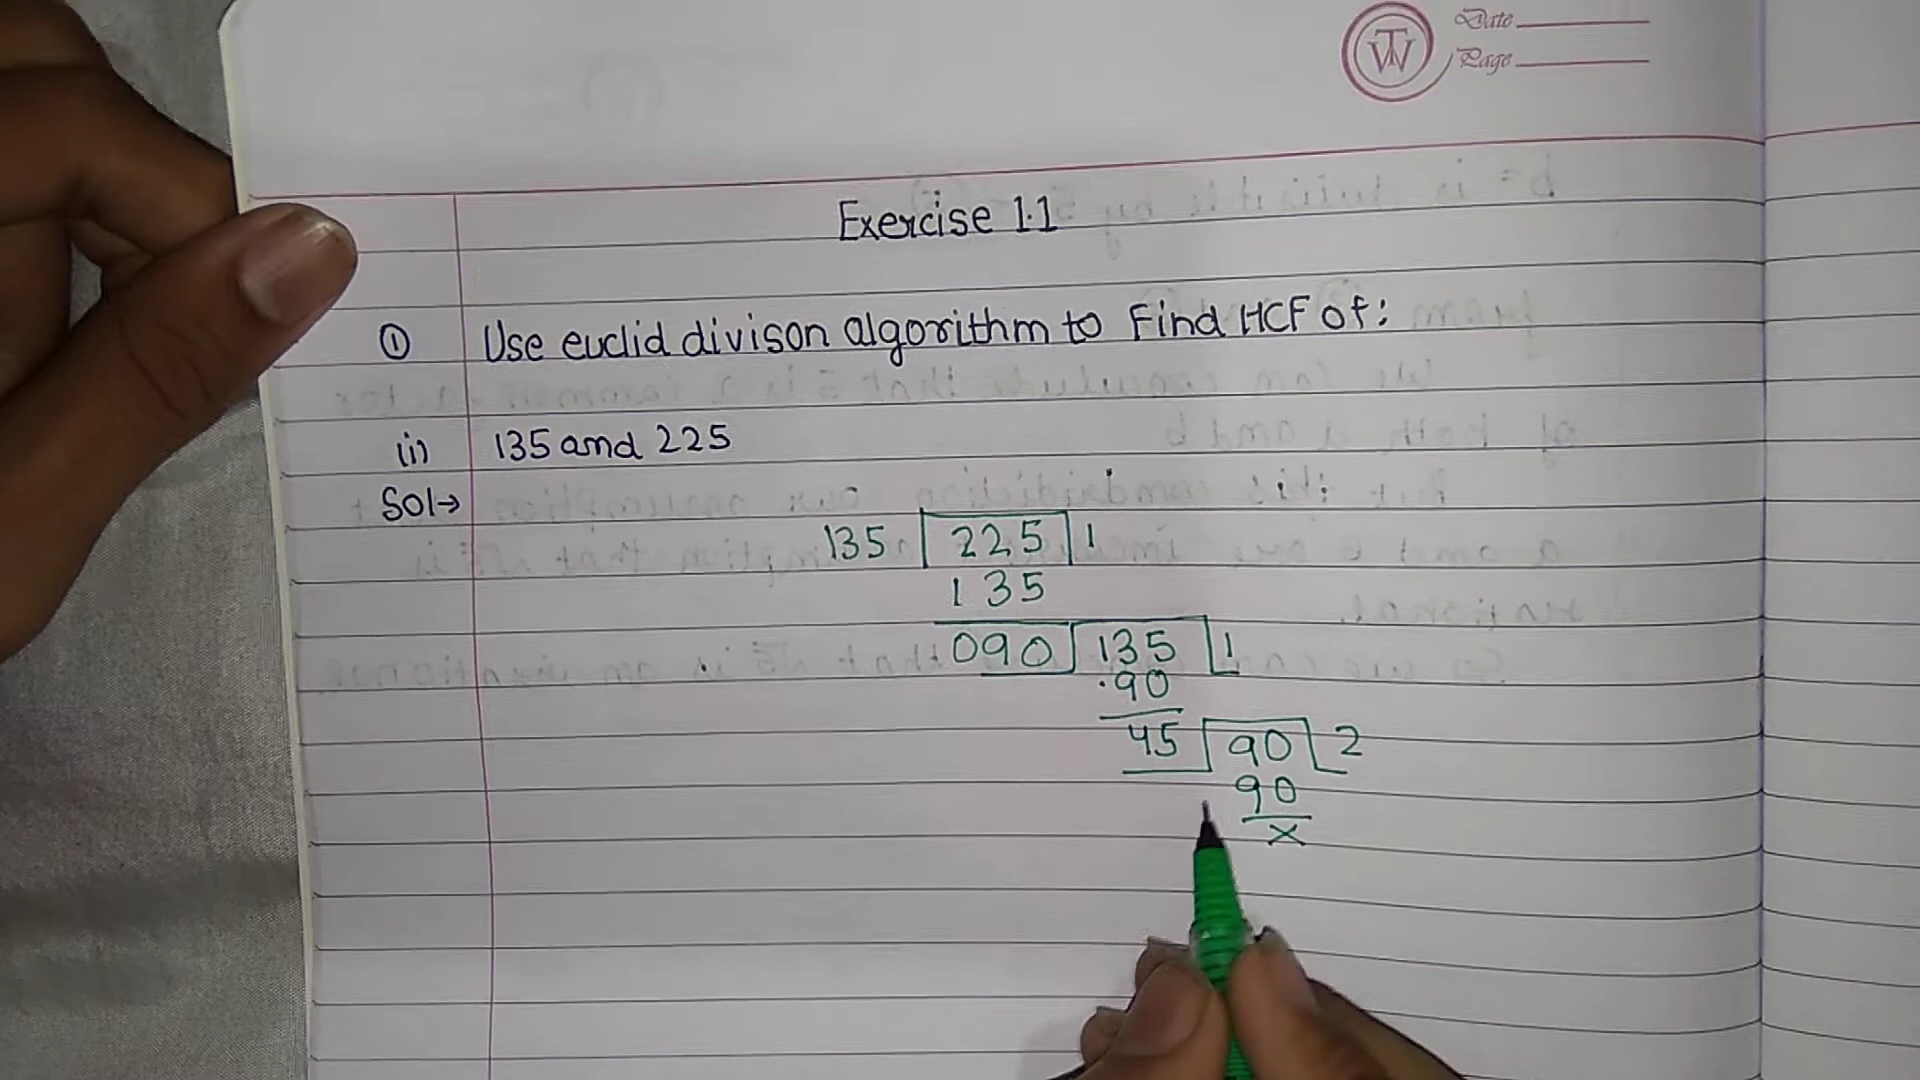 TW
Date
Page
Exercise 1.1
① Use euclid divison algorithm to Find HCF of:
(i) 135 and 225
Sol→
135 225 1
135
090 135 1
90
45 90 2
90
×